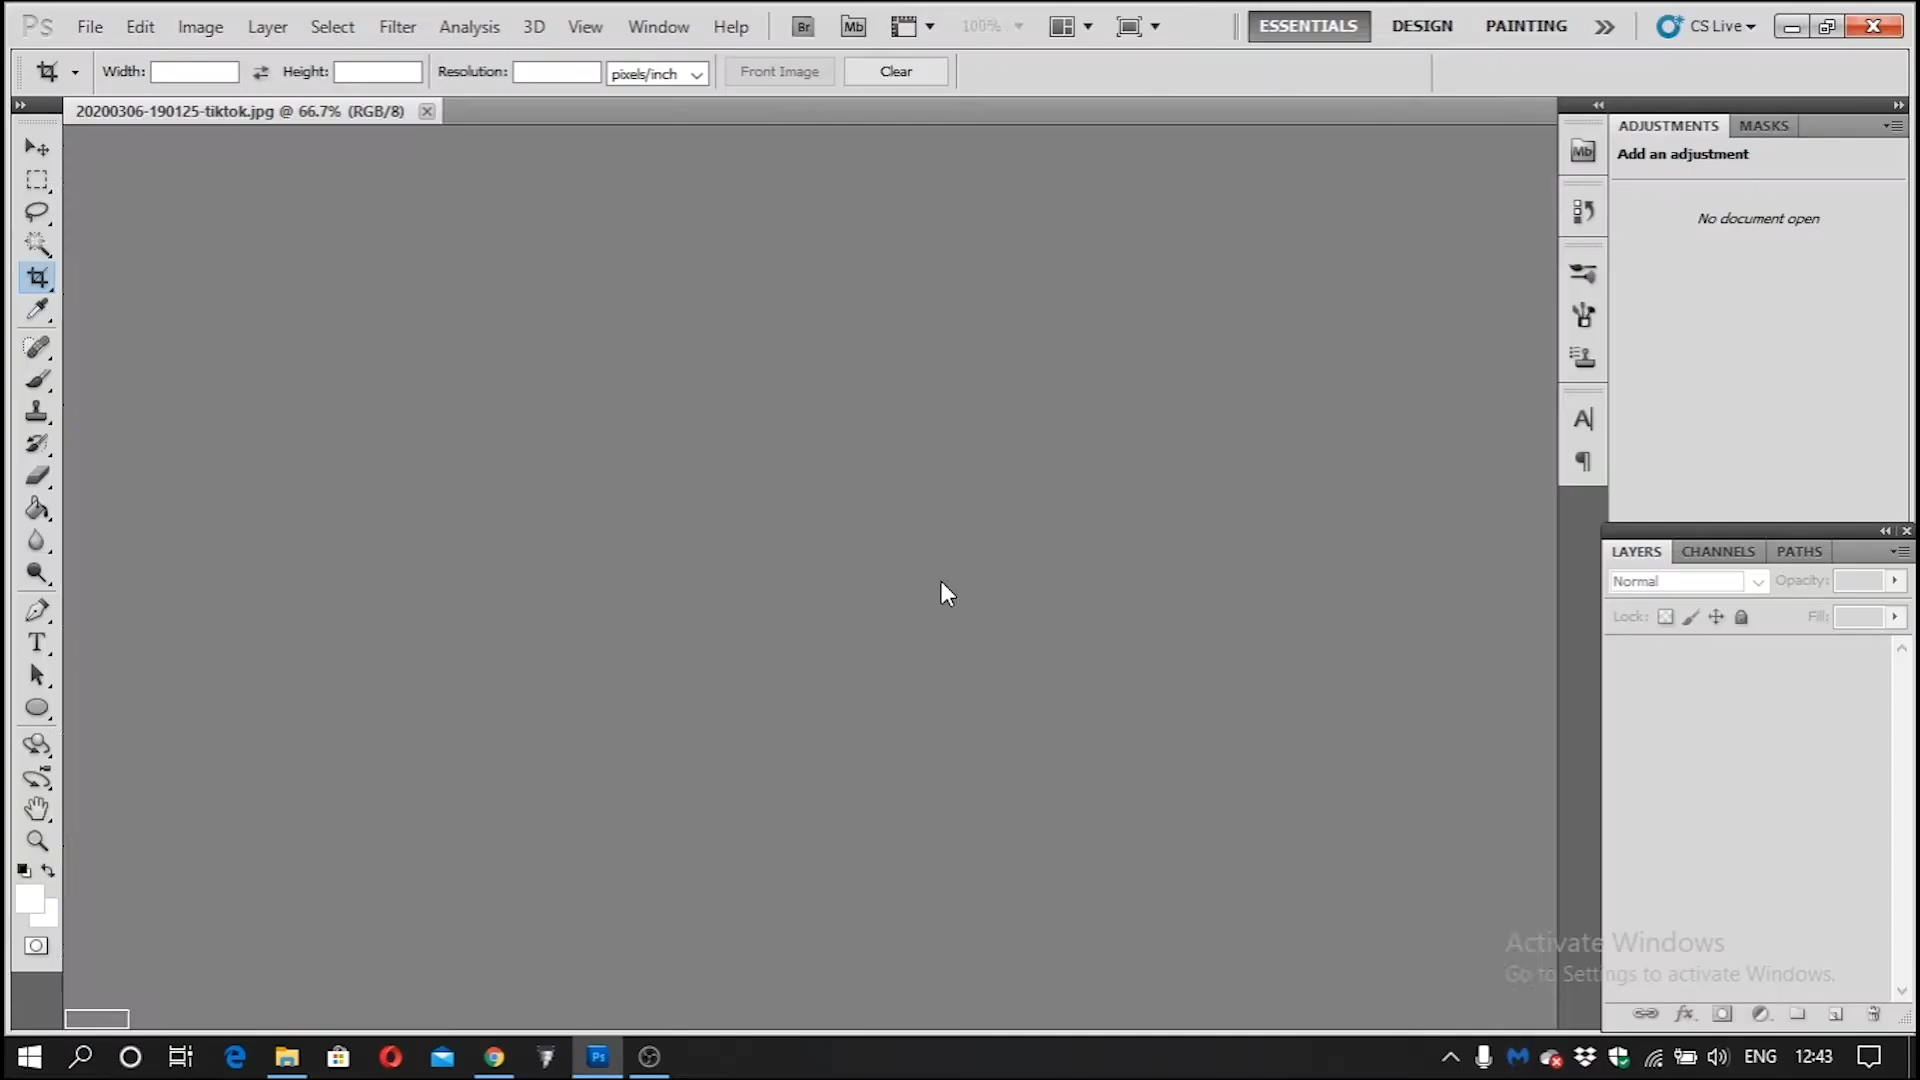 Ps File Edit Image Layer Select Filter Analysis 3D View Window Help Br Mb 100% ESSENTIALS DESIGN PAINTING CS Live
Width: Height: Resolution: pixels/inch Front Image Clear
20200306-190125-tiktok.jpg @ 66.7% (RGB/8)
Mb
ADJUSTMENTS MASKS
Add an adjustment
No document open
LAYERS CHANNELS PATHS
Normal Opacity:
Lock: Fill:
Activate Windows
Go to Settings to activate Windows.
Ps ENG 12:43